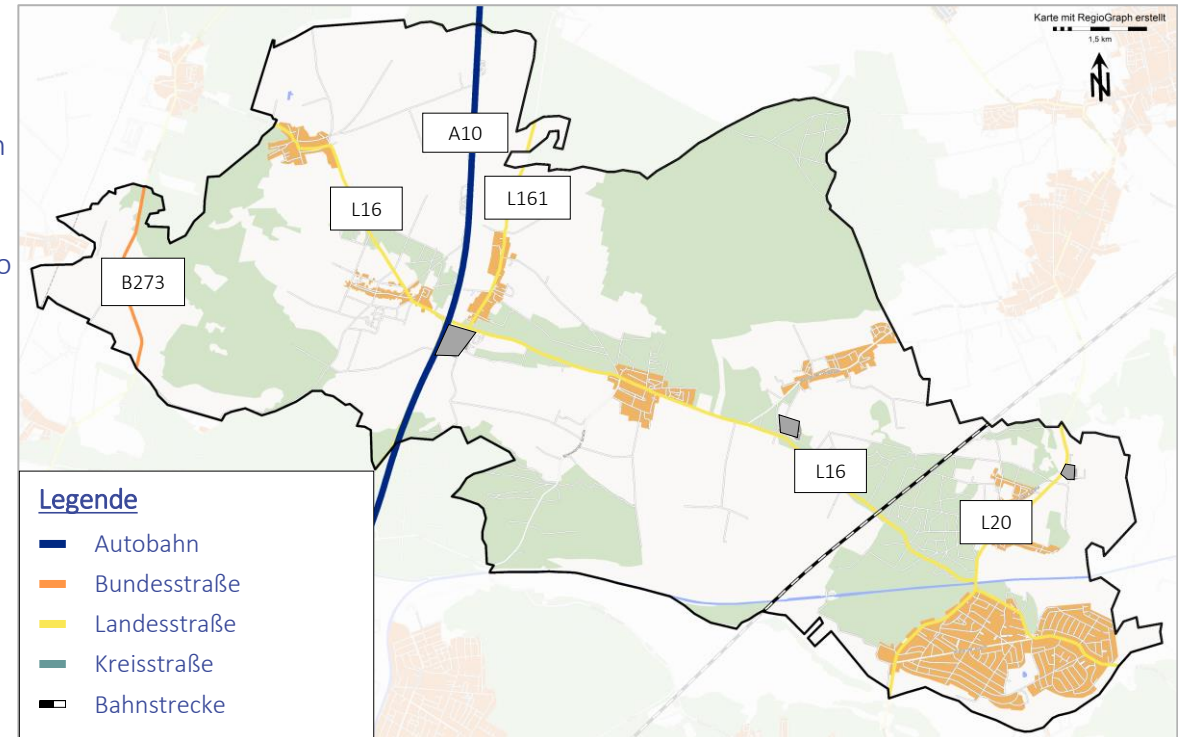 Karte mit RegioGraph erstellt
1,5 km
N
A10
n
L161
L16
o
B273
L16
L20
Legende
Autobahn
Bundesstraße
Landesstraße
Kreisstraße
Bahnstrecke